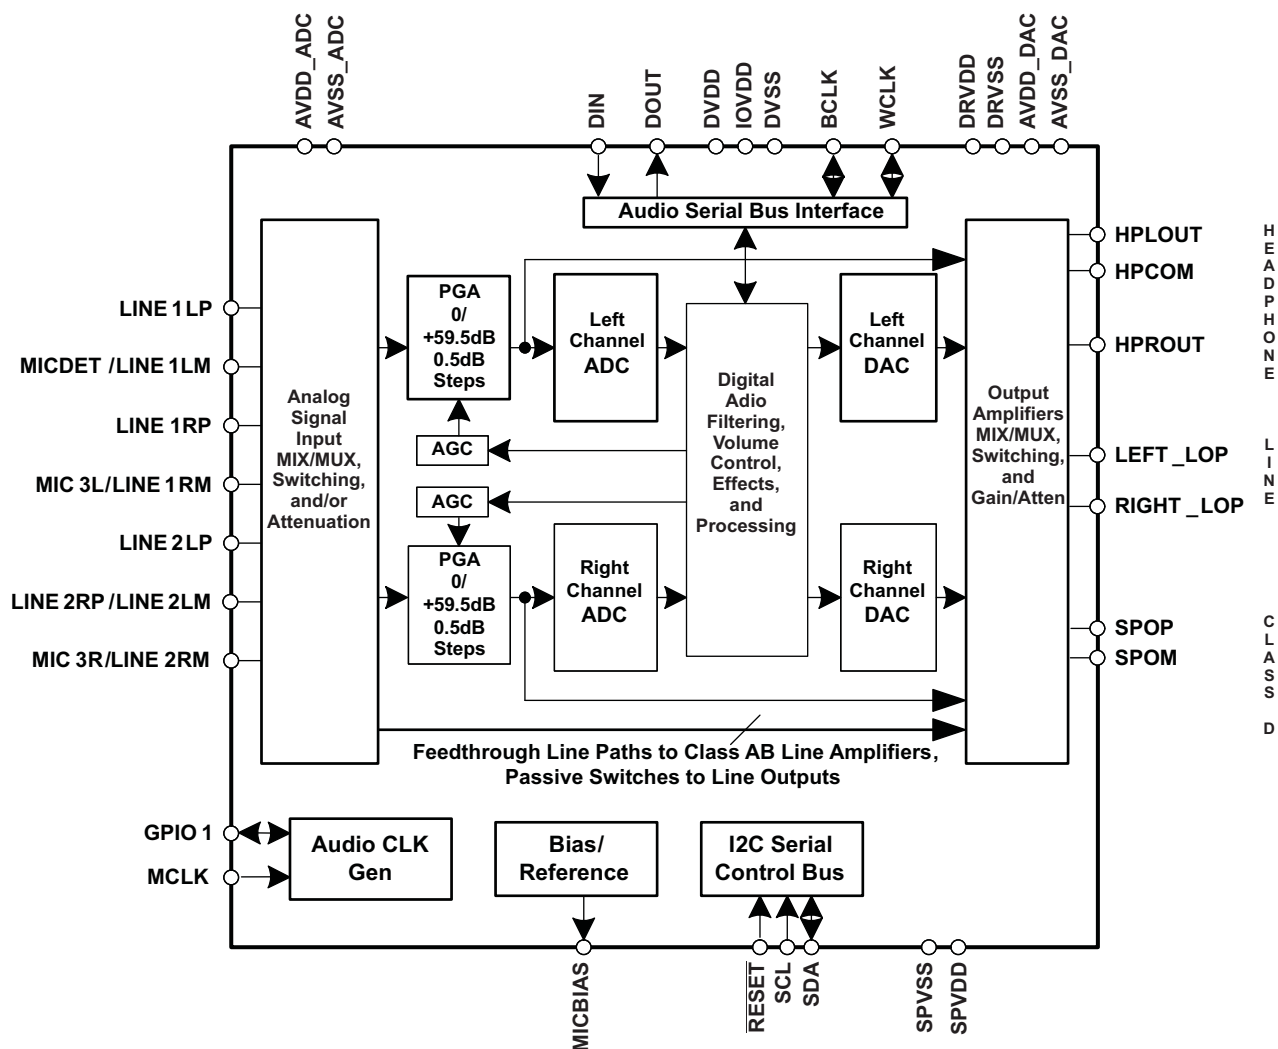 AVDD_ADC
AVSS_ADC
DIN
DOUT
DVDD
IOVDD
DVSS
BCLK
WCLK
DRVDD
DRVSS
AVDD_DAC
AVSS_DAC
Audio Serial Bus Interface
LINE 1LP
MICDET /LINE 1LM
LINE 1RP
MIC 3L/LINE 1RM
LINE 2LP
LINE 2RP /LINE 2LM
MIC 3R/LINE 2RM
Analog
Signal
Input
MIX/MUX,
Switching,
and/or
Attenuation
PGA
0/
+59.5dB
0.5dB
Steps
AGC
AGC
PGA
0/
+59.5dB
0.5dB
Steps
Left
Channel
ADC
Right
Channel
ADC
Digital
Adio
Filtering,
Volume
Control,
Effects,
and
Processing
Left
Channel
DAC
Right
Channel
DAC
Output
Amplifiers
MIX/MUX,
Switching,
and
Gain/Atten
HPLOUT
HPCOM
HPROUT
HEADPHONE
LEFT _LOP
RIGHT _LOP
LINE
SPOP
SPOM
CLASS D
Feedthrough Line Paths to Class AB Line Amplifiers,
Passive Switches to Line Outputs
GPIO 1
MCLK
Audio CLK
Gen
Bias/
Reference
I2C Serial
Control Bus
MICBIAS
RESET
SCL
SDA
SPVSS
SPVDD